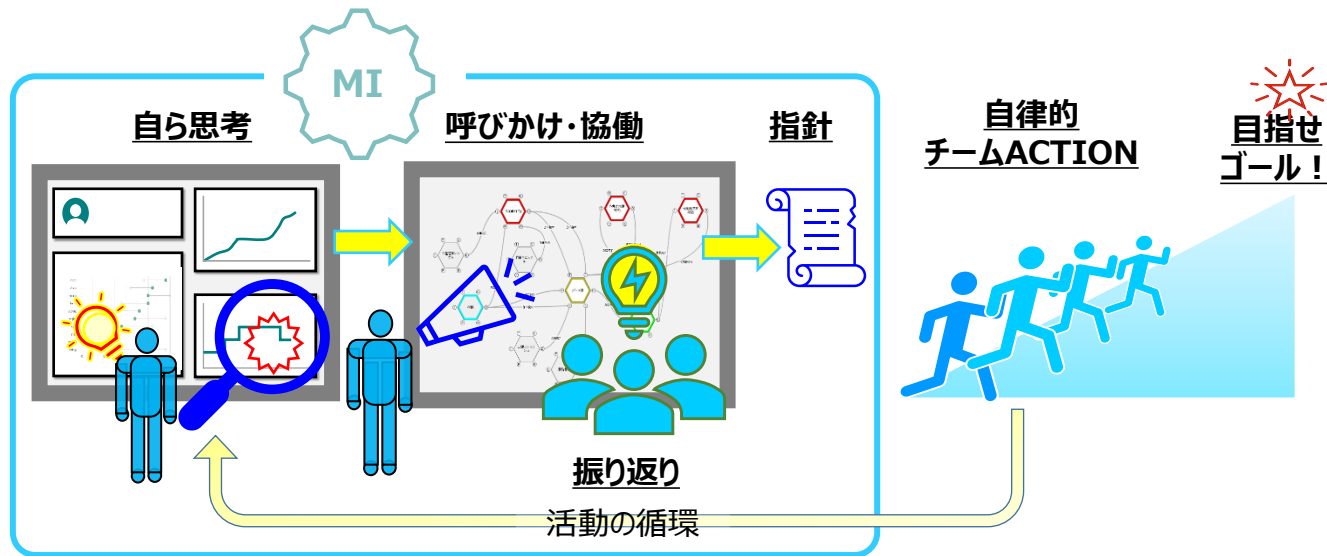 MI
自ら思考
呼びかけ・協働
指針
自律的
チームACTION
目指せ
ゴール！
振り返り
活動の循環